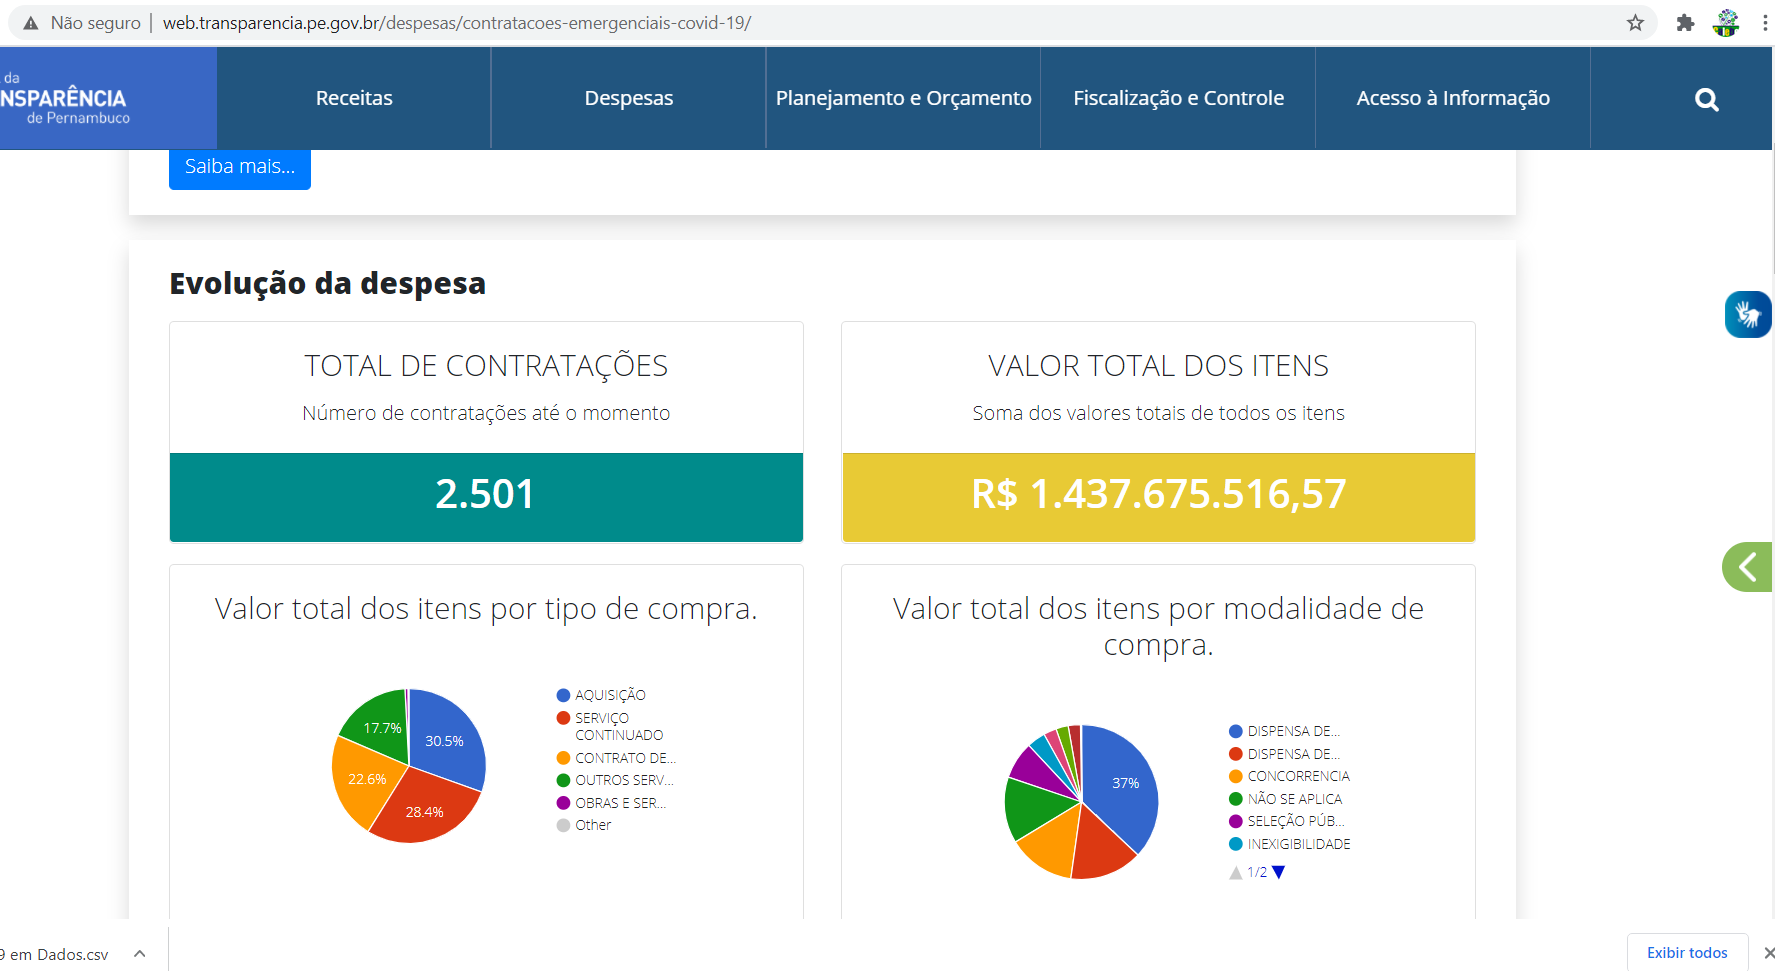 Não seguro
web.transparencia.pe.gov.br/despesas/contratacoes-emergenciais-covid-19/
da
NSPARÊNCIA
de Pernambuco
Receitas
Despesas
Planejamento e Orçamento
Fiscalização e Controle
Acesso à Informação
Saiba mais...
Evolução da despesa
TOTAL DE CONTRATAÇÕES
Número de contratações até o momento
2.501
VALOR TOTAL DOS ITENS
Soma dos valores totais de todos os itens
R$ 1.437.675.516,57
Valor total dos itens por tipo de compra.
17.7%
30.5%
22.6%
28.4%
AQUISIÇÃO
SERVIÇO
CONTINUADO
CONTRATO DE...
OUTROS SERV...
OBRAS E SER...
Other
Valor total dos itens por modalidade de
compra.
37%
DISPENSA DE...
DISPENSA DE...
CONCORRENCIA
NÃO SE APLICA
SELEÇÃO PÚB...
INEXIGIBILIDADE
1/2
9 em Dados.csv
Exibir todos